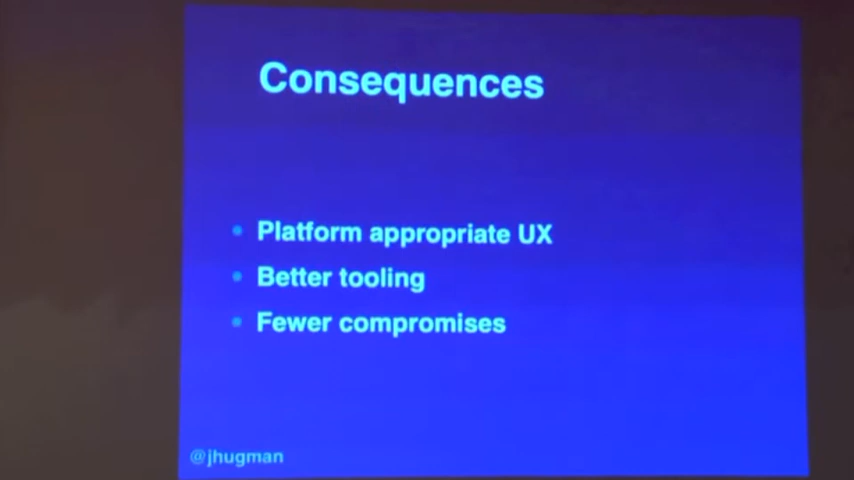 Consequences
Platform appropriate UX
Better tooling
Fewer compromises
@jhugman